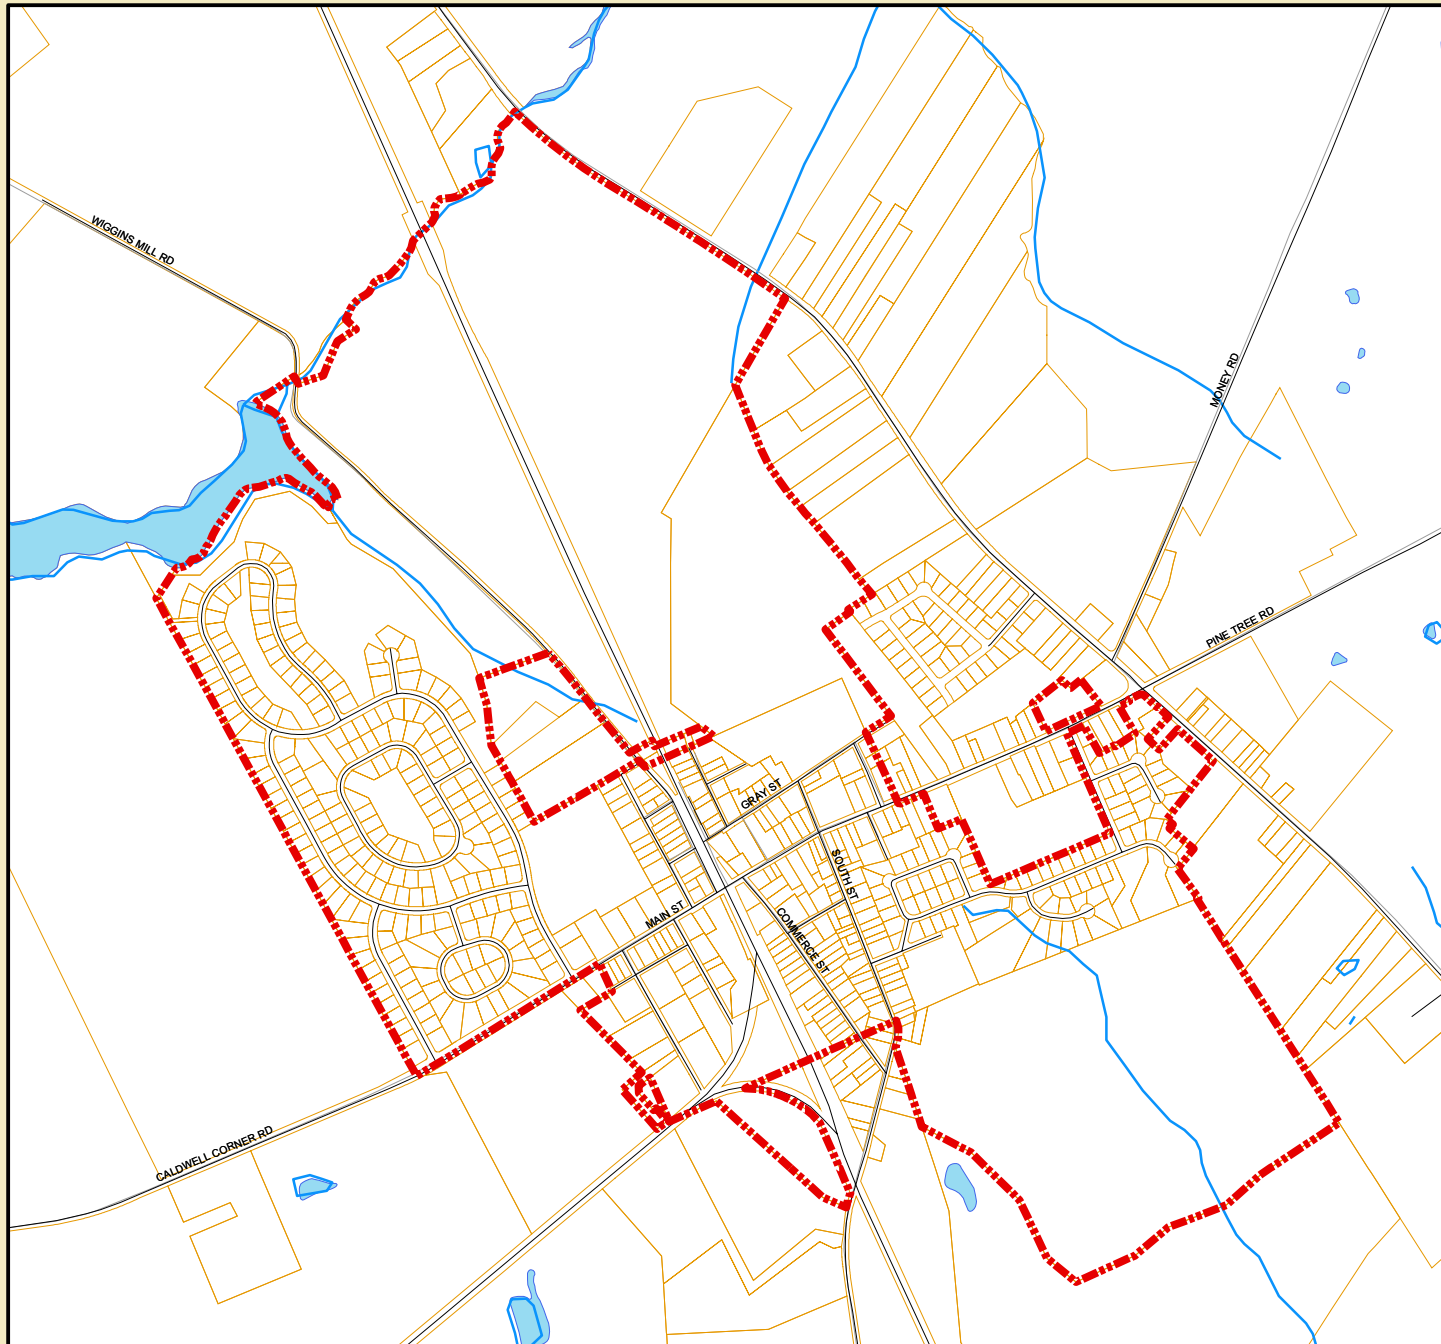 WIGGINS MILL RD
MONEY RD
PINE TREE RD
GRAY ST
SOUTH ST
MAIN ST
COMMERCE ST
CALDWELL CORNER RD